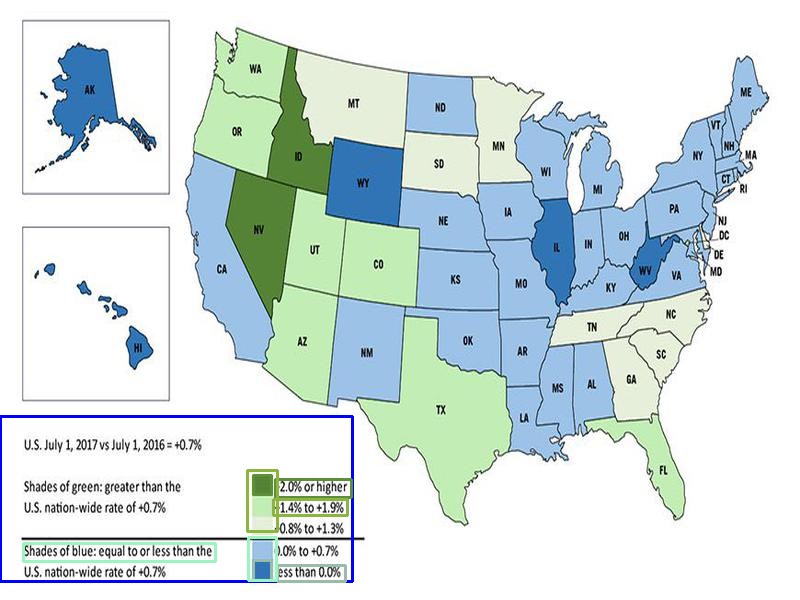 WA
OR
ID
MT
WY
NV
UT
CO
CA
AZ
NM
ND
SD
NE
KS
OK
TX
MN
IA
MO
AR
LA
WI
IL
MI
IN
OH
KY
TN
MS
AL
GA
FL
SC
NC
VA
WV
PA
NY
VT
NH
ME
MA
CT
RI
NJ
DC
DE
MD
AK
HI
U.S. July 1, 2017 vs July 1, 2016 = +0.7%
Shades of green: greater than the
U.S. nation-wide rate of +0.7%
2.0% or higher
1.4% to +1.9%
0.8% to +1.3%
Shades of blue: equal to or less than the
U.S. nation-wide rate of +0.7%
0.0% to +0.7%
ess than 0.0%